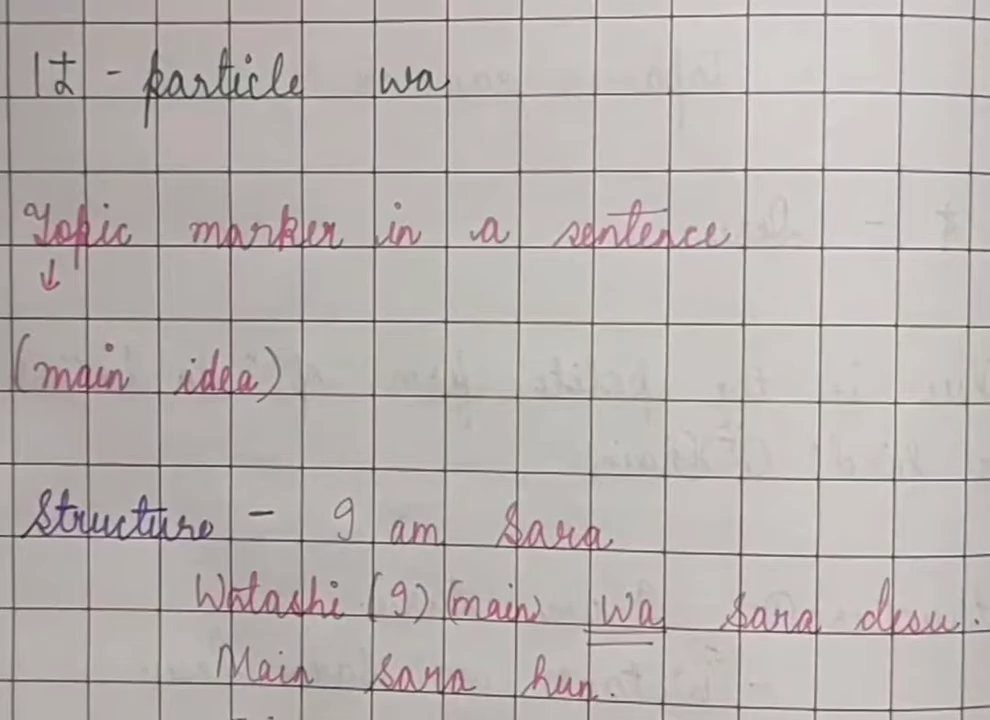 は - particle wa
Topic marker in a sentence
↓
(main idea)
Structure - I am Sara
Watashi (I) (main) wa Sara desu.
Main Sara hun.